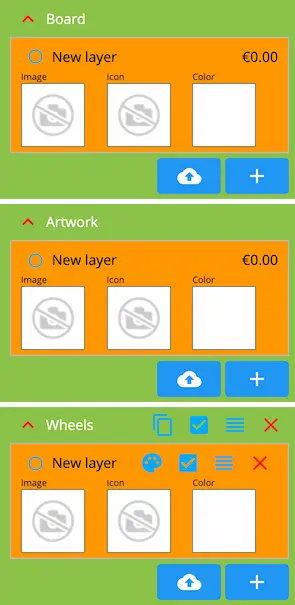 Board
New layer €0.00
Image Icon Color
Artwork
New layer €0.00
Image Icon Color
Wheels
New layer
Image Icon Color